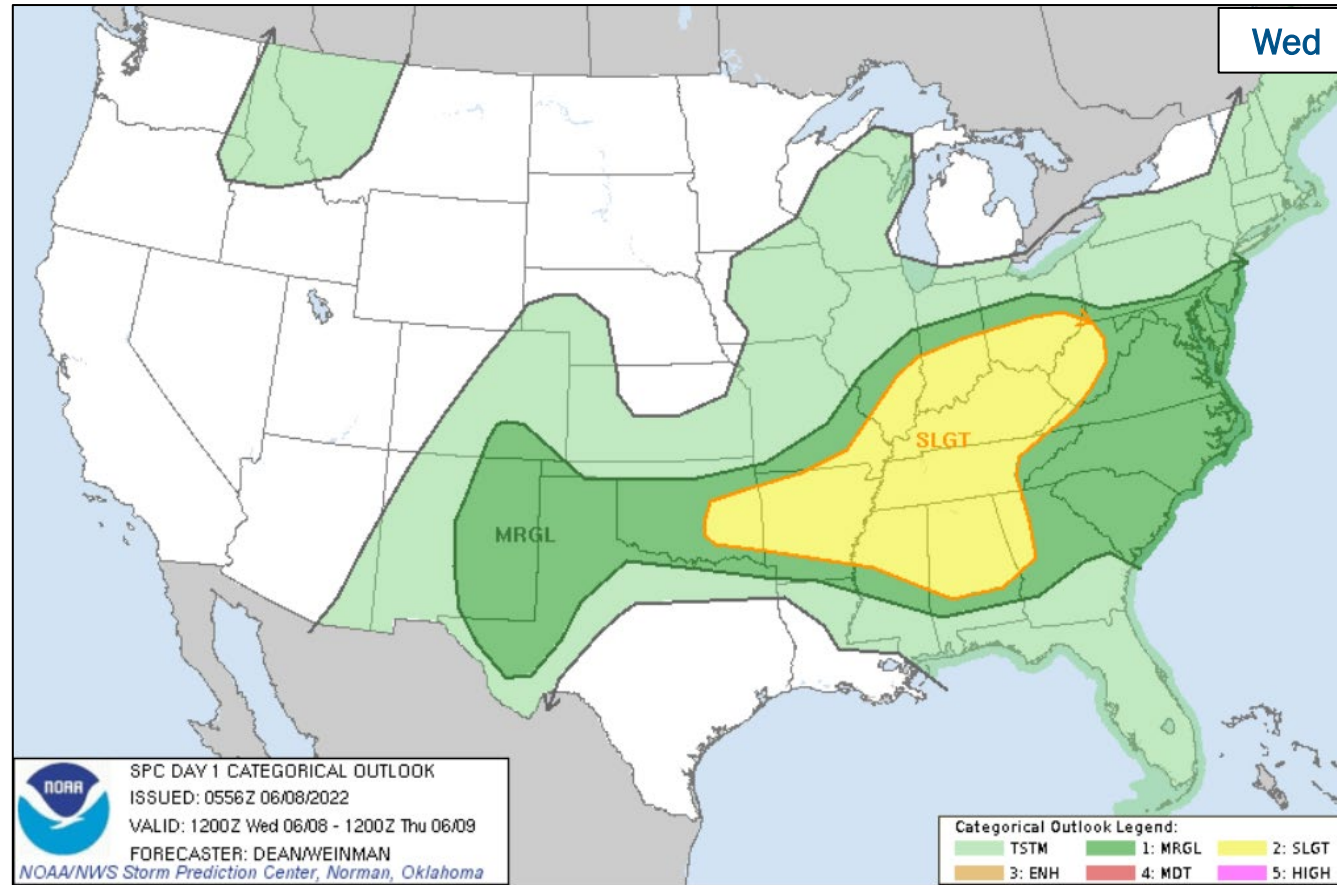 Wed
SLGT
MRGL
NOAA
SPC DAY 1 CATEGORICAL OUTLOOK
ISSUED: 0556Z 06/08/2022
VALID: 1200Z Wed 06/08 - 1200Z Thu 06/09
FORECASTER: DEAN/WEINMAN
NOAA/NWS Storm Prediction Center, Norman, Oklahoma
Categorical Outlook Legend:
TSTM 1: MRGL 2: SLGT
3: ENH 4: MDT 5: HIGH